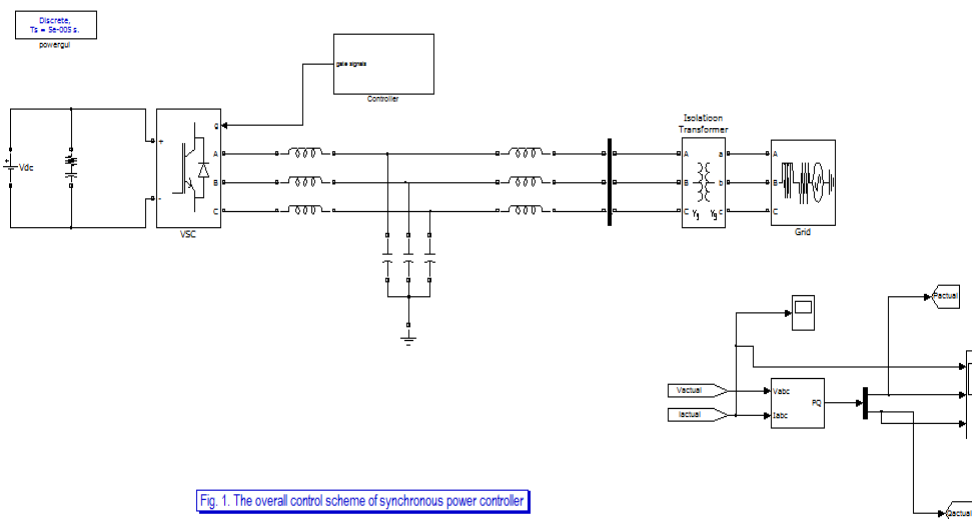 Discrete,
Ts = 5e-005 s.
powergui
gate signals
Controller
Vdc
+
-
g
A
B
C
VSC
Isolatioon
Transformer
A
B
C
a
b
c
Yg
Yg
A
B
C
Grid
Pactual
Vactual
Iactual
Vabc
Iabc
PQ
Qactual
Fig. 1. The overall control scheme of synchronous power controller